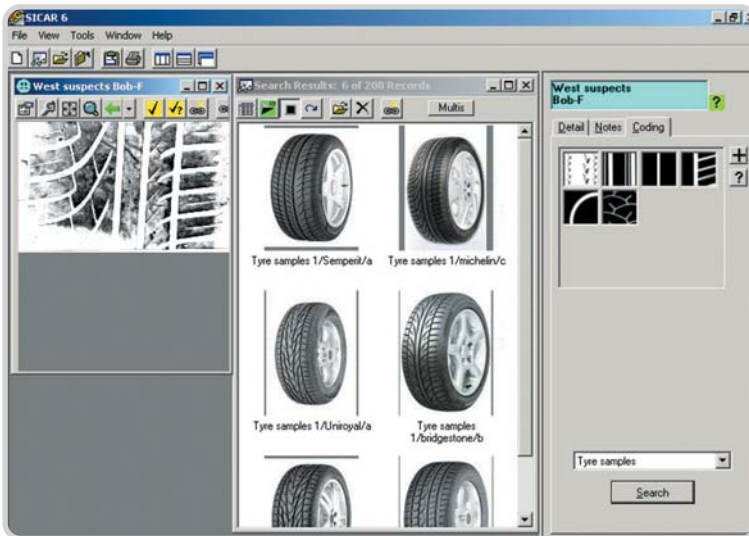 SICAR 6
File View Tools Window Help
West suspects Bob-F
Search Results: 6 of 200 Records
Multis
Tyre samples 1/Semperit/a
Tyre samples 1/michelin/c
Tyre samples 1/Uniroyal/a
Tyre samples
1/bridgestone/b
West suspects
Bob-F
?
Detail Notes Coding
?
Tyre samples
Search